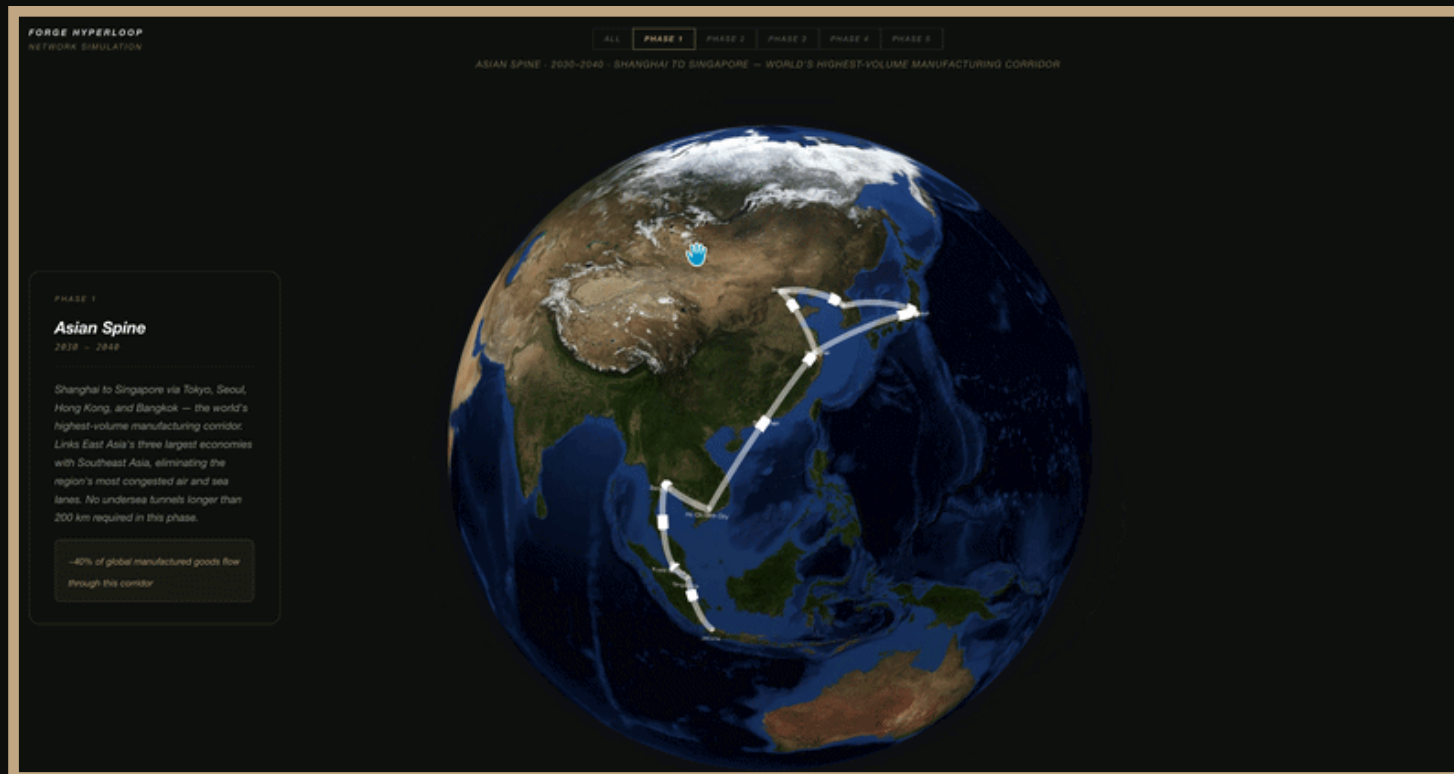 FORGE HYPERLOOP
NETWORK SIMULATION
ALL
PHASE 1
PHASE 2
PHASE 3
PHASE 4
PHASE 5
ASIAN SPINE · 2030–2040 · SHANGHAI TO SINGAPORE — WORLD'S HIGHEST-VOLUME MANUFACTURING CORRIDOR
PHASE 1
Asian Spine
2030 – 2040
Shanghai to Singapore via Tokyo, Seoul,
Hong Kong, and Bangkok — the world's
highest-volume manufacturing corridor.
Links East Asia's three largest economies
with Southeast Asia, eliminating the
region's most congested air and sea
lanes. No undersea tunnels longer than
200 km required in this phase.
~40% of global manufactured goods flow
through this corridor